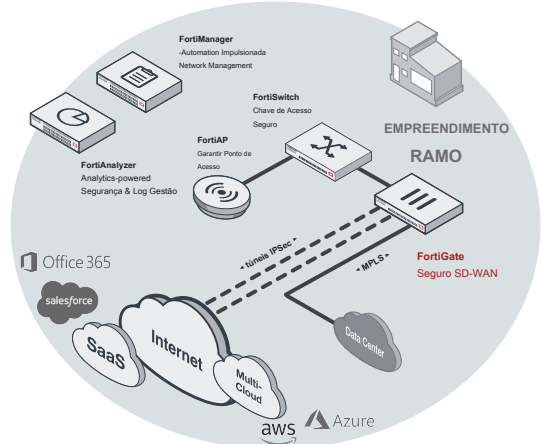 FortiManager
-Automation Impulsionada
Network Management
FortiSwitch
Chave de Acesso
Seguro
EMPREENDIMENTO
RAMO
FortiAP
Garantir Ponto de
Acesso
FortiAnalyzer
Analytics-powered
Segurança & Log Gestão
túneis IPSec
MPLS
FortiGate
Seguro SD-WAN
Office 365
salesforce
SaaS
Internet
Multi-
Cloud
Data Center
aws
Azure